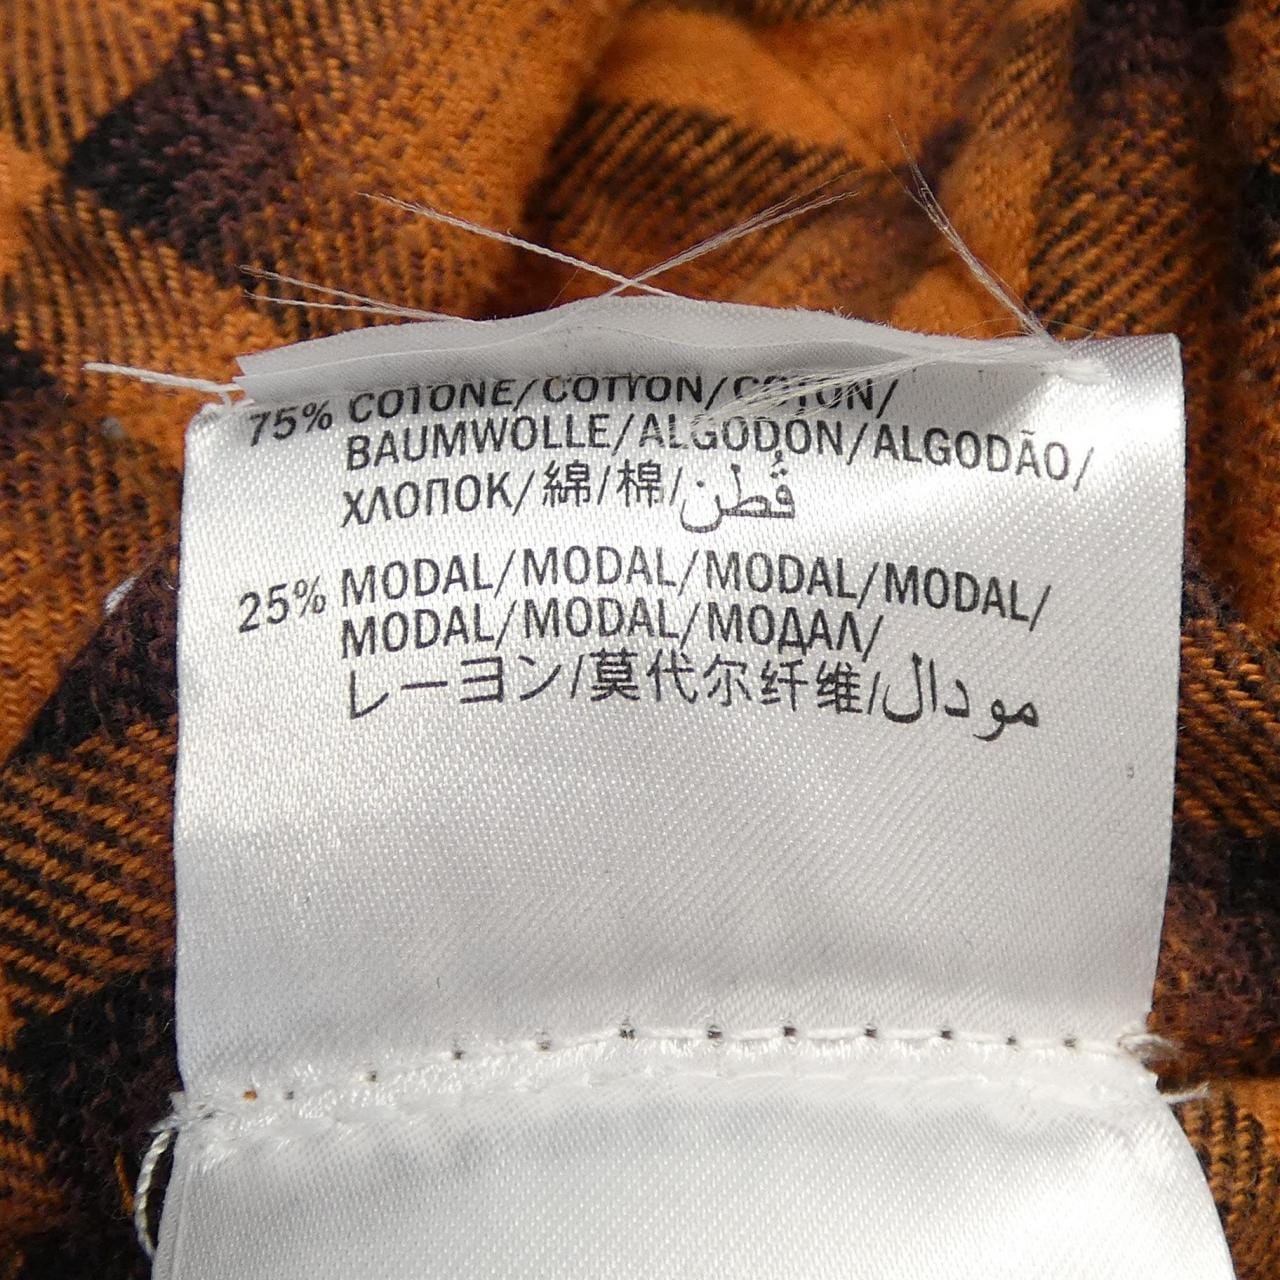 75% COTONE/COTTON/COTON/
BAUMWOLLE/ALGODON/ALGODÃO/
ХЛОПОК/綿/棉/قُطن
25% MODAL/MODAL/MODAL/MODAL/
MODAL/MODAL/МОДАЛ/
レーヨン/莫代尔纤维/مودال